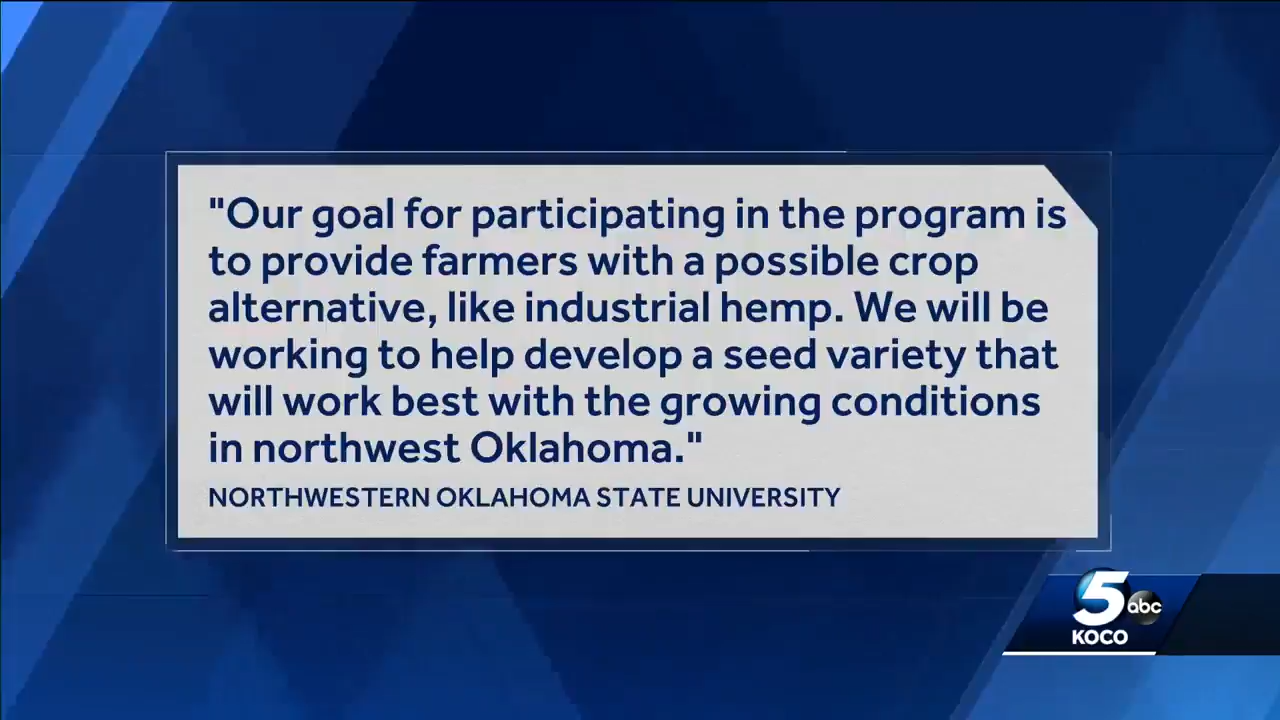 "Our goal for participating in the program is
to provide farmers with a possible crop
alternative, like industrial hemp. We will be
working to help develop a seed variety that
will work best with the growing conditions
in northwest Oklahoma."
NORTHWESTERN OKLAHOMA STATE UNIVERSITY
5 abc
KOCO